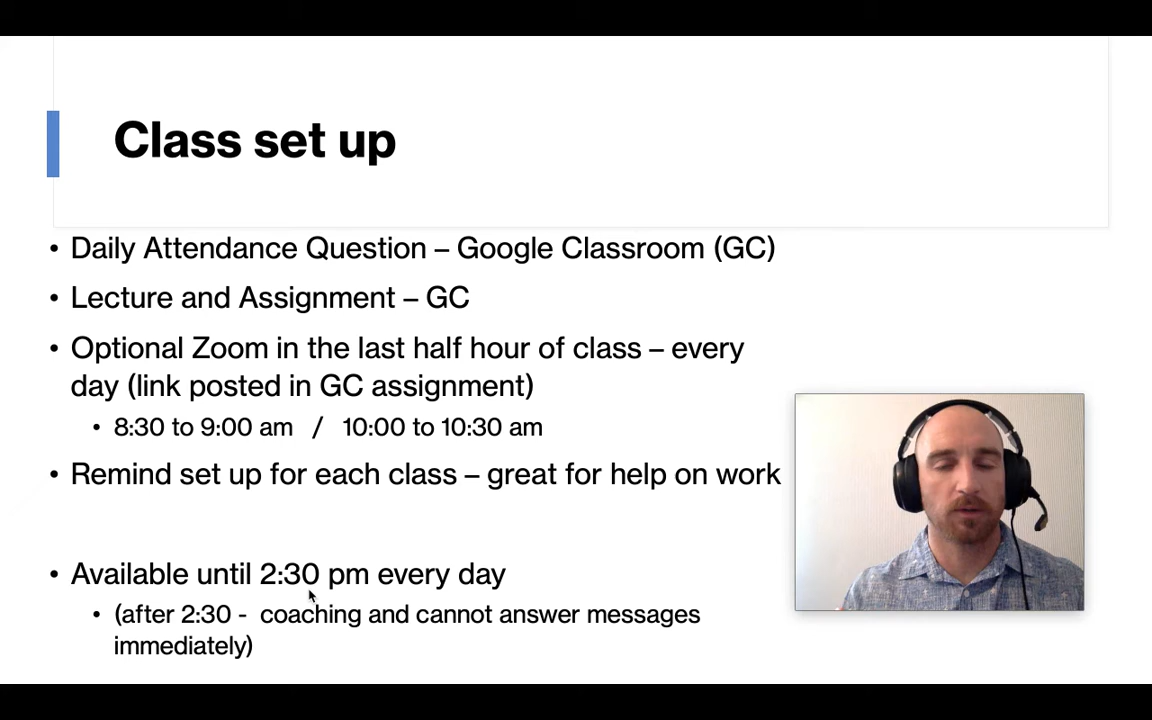 Class set up
• Daily Attendance Question – Google Classroom (GC)
• Lecture and Assignment – GC
• Optional Zoom in the last half hour of class – every
day (link posted in GC assignment)
• 8:30 to 9:00 am / 10:00 to 10:30 am
• Remind set up for each class – great for help on work
• Available until 2:30 pm every day
• (after 2:30 - coaching and cannot answer messages
immediately)